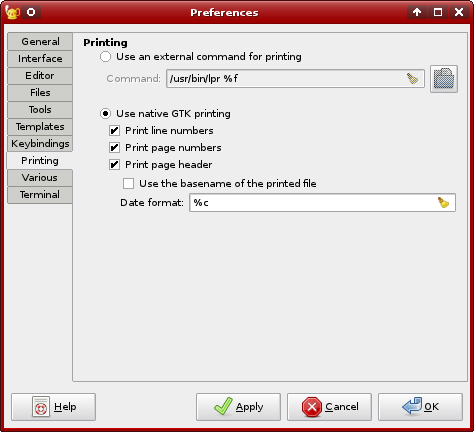 Preferences
General
Interface
Editor
Files
Tools
Templates
Keybindings
Printing
Various
Terminal
Printing
Use an external command for printing
Command: /usr/bin/lpr %f
Use native GTK printing
Print line numbers
Print page numbers
Print page header
Use the basename of the printed file
Date format: %c
Help
Apply
Cancel
OK